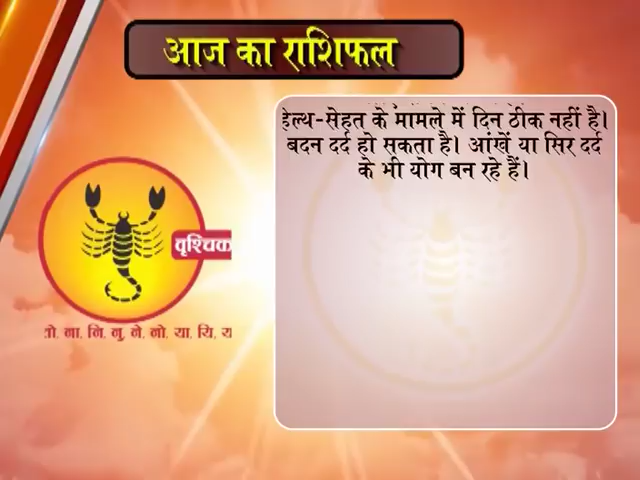 आज का राशिफल
हेल्थ-सेहत के मामले में दिन ठीक नहीं है।
बदन दर्द हो सकता है। आंखें या सिर दर्द
के भी योग बन रहे हैं।
वृश्चिक
ना, नि, नू, ने, नो, या, यि,